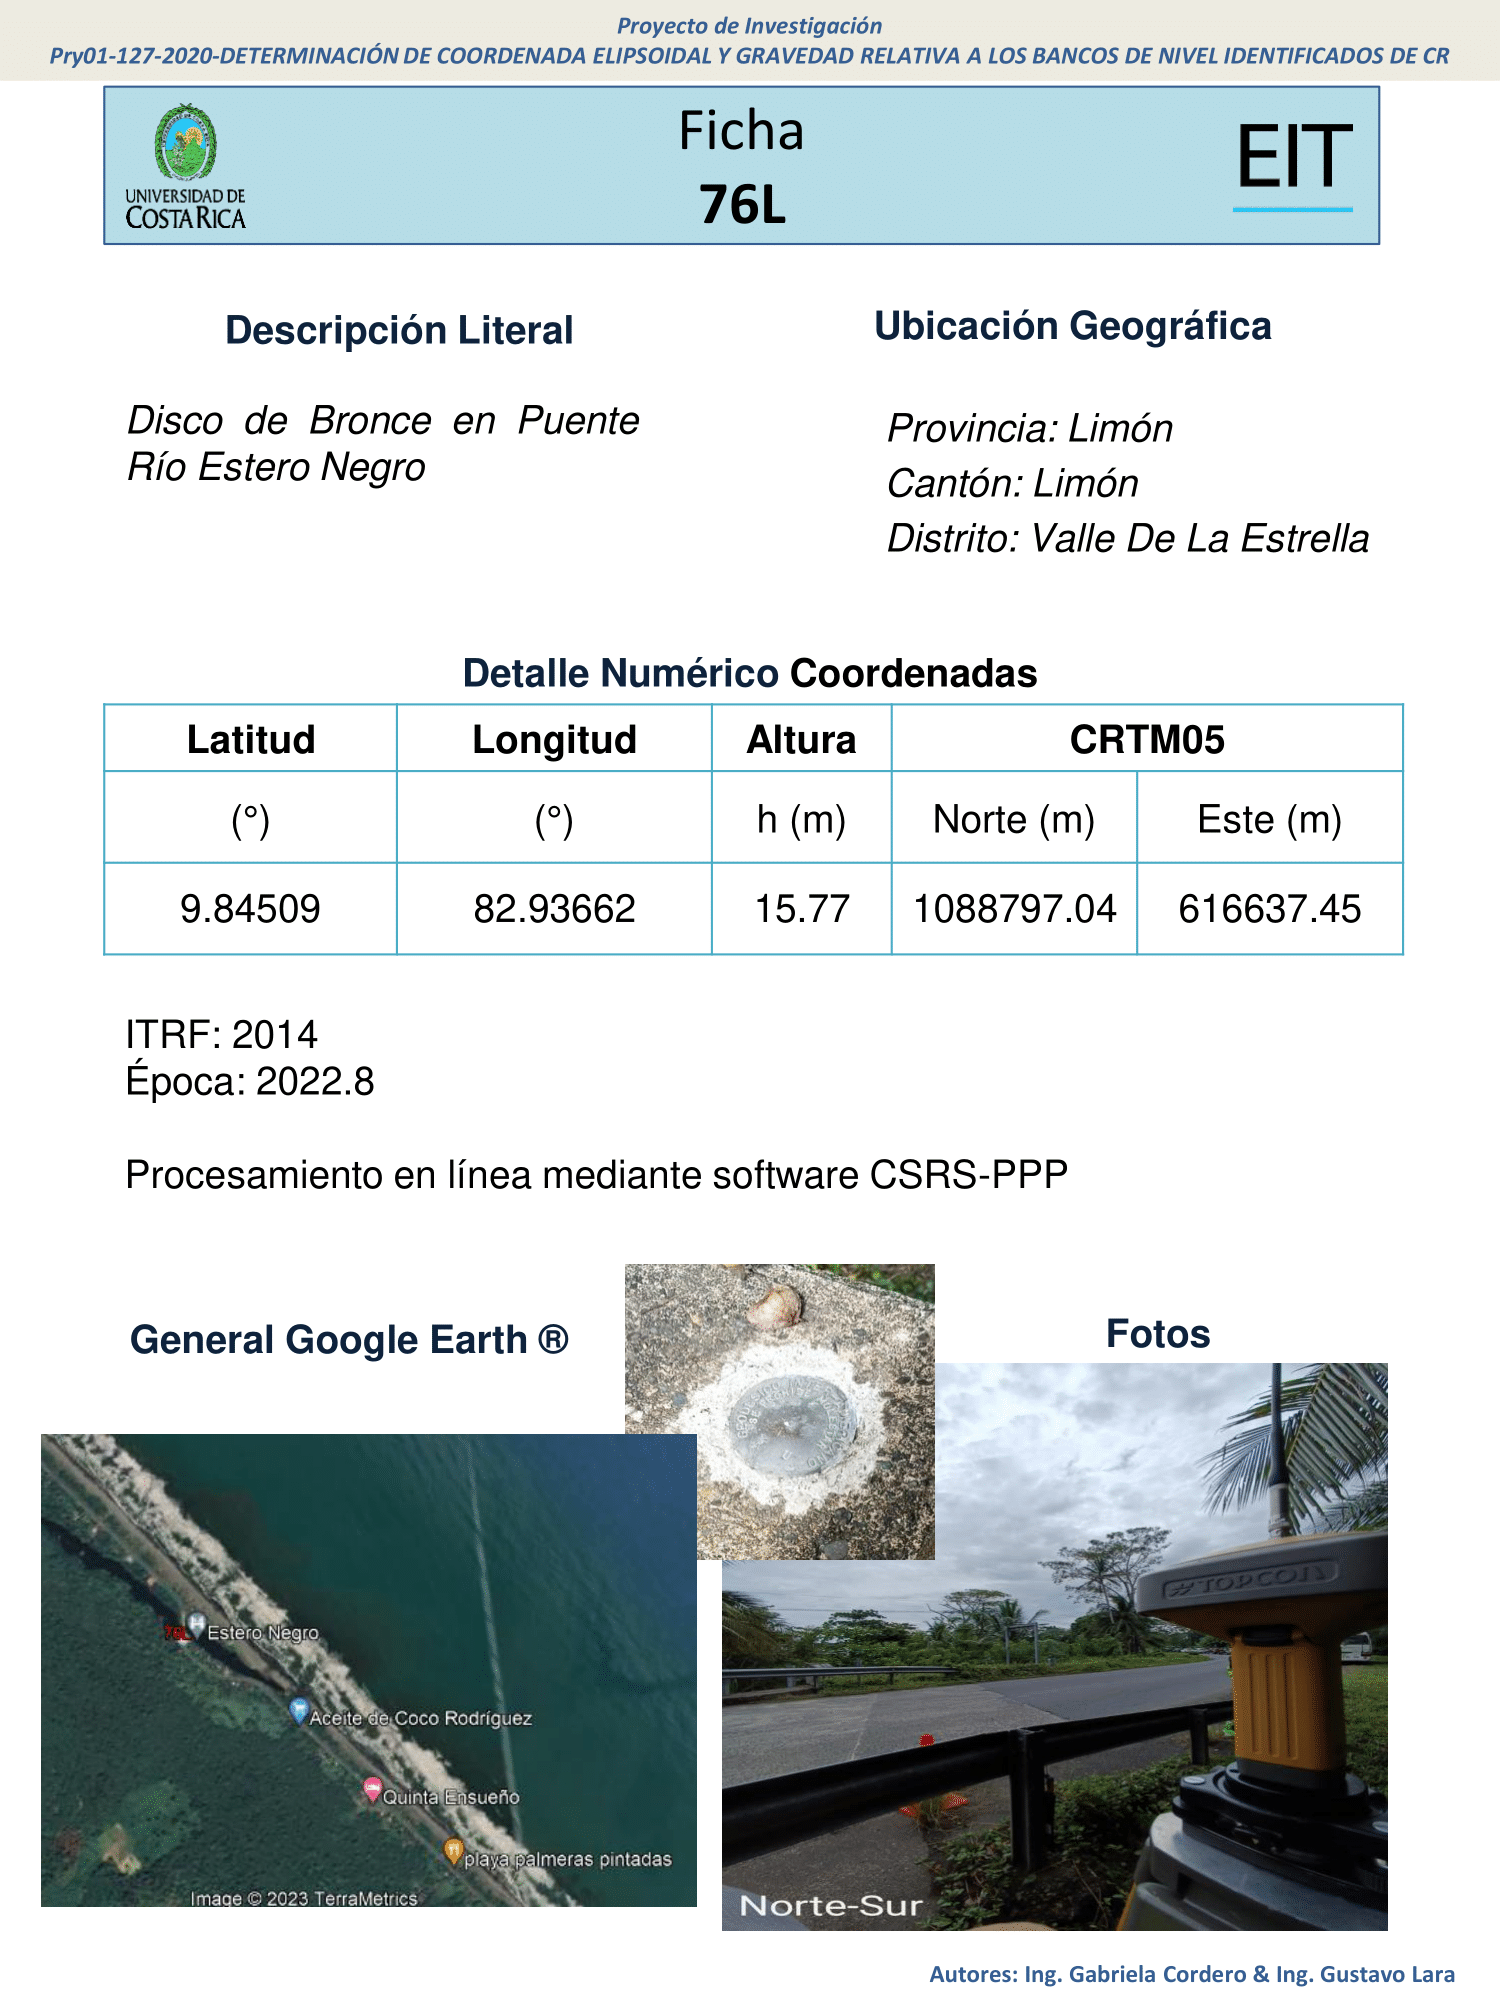 Proyecto de Investigación
Pry01-127-2020-DETERMINACIÓN DE COORDENADA ELIPSOIDAL Y GRAVEDAD RELATIVA A LOS BANCOS DE NIVEL IDENTIFICADOS DE CR
UNIVERSIDAD DE
COSTA RICA
Ficha
76L
EIT
Descripción Literal
Disco de Bronce en Puente
Río Estero Negro
Ubicación Geográfica
Provincia: Limón
Cantón: Limón
Distrito: Valle De La Estrella
Detalle Numérico Coordenadas
Latitud Longitud Altura CRTM05
(°) (°) h (m) Norte (m) Este (m)
9.84509 82.93662 15.77 1088797.04 616637.45
ITRF: 2014
Época: 2022.8
Procesamiento en línea mediante software CSRS-PPP
General Google Earth ®
Fotos
76L Estero Negro
Aceite de Coco Rodríguez
Quinta Ensueño
playa palmeras pintadas
Image © 2023 TerraMetrics
TOPCON
Norte-Sur
Autores: Ing. Gabriela Cordero & Ing. Gustavo Lara